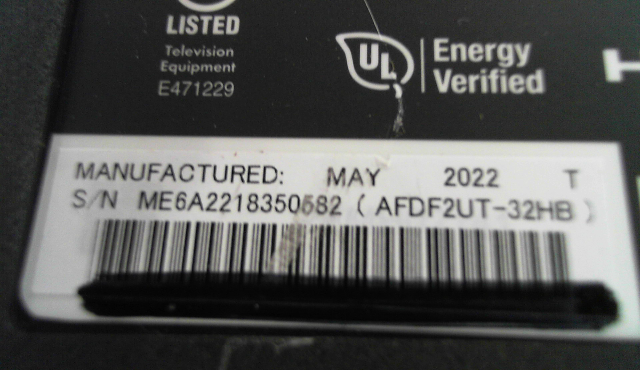 LISTED
Television
Equipment
E471229
UL
Energy
Verified
MANUFACTURED: MAY 2022 T
S/N ME6A2218350582 ( AFDF2UT-32HB )